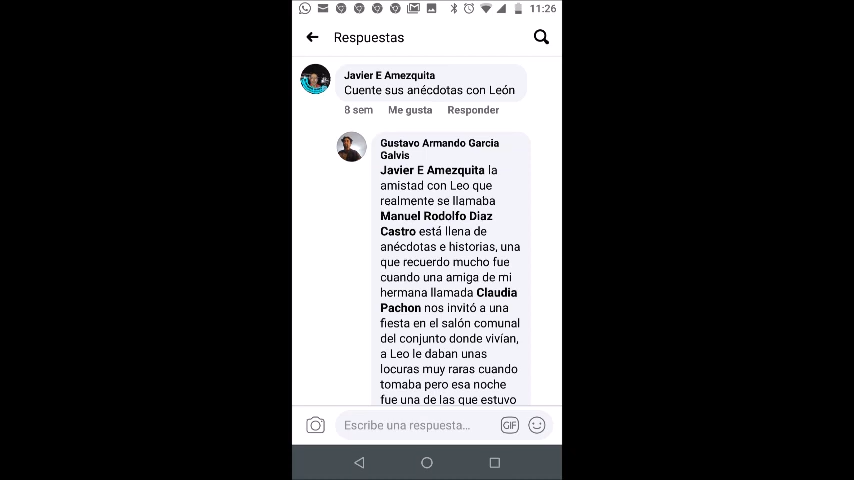 11:26
Respuestas
Javier E Amezquita
Cuente sus anécdotas con León
8 sem Me gusta Responder
Gustavo Armando Garcia
Galvis
Javier E Amezquita la
amistad con Leo que
realmente se llamaba
Manuel Rodolfo Diaz
Castro está llena de
anécdotas e historias, una
que recuerdo mucho fue
cuando una amiga de mi
hermana llamada Claudia
Pachon nos invitó a una
fiesta en el salón comunal
del conjunto donde vivían,
a Leo le daban unas
locuras muy raras cuando
tomaba pero esa noche
fue una de las que estuvo
Escribe una respuesta...
GIF